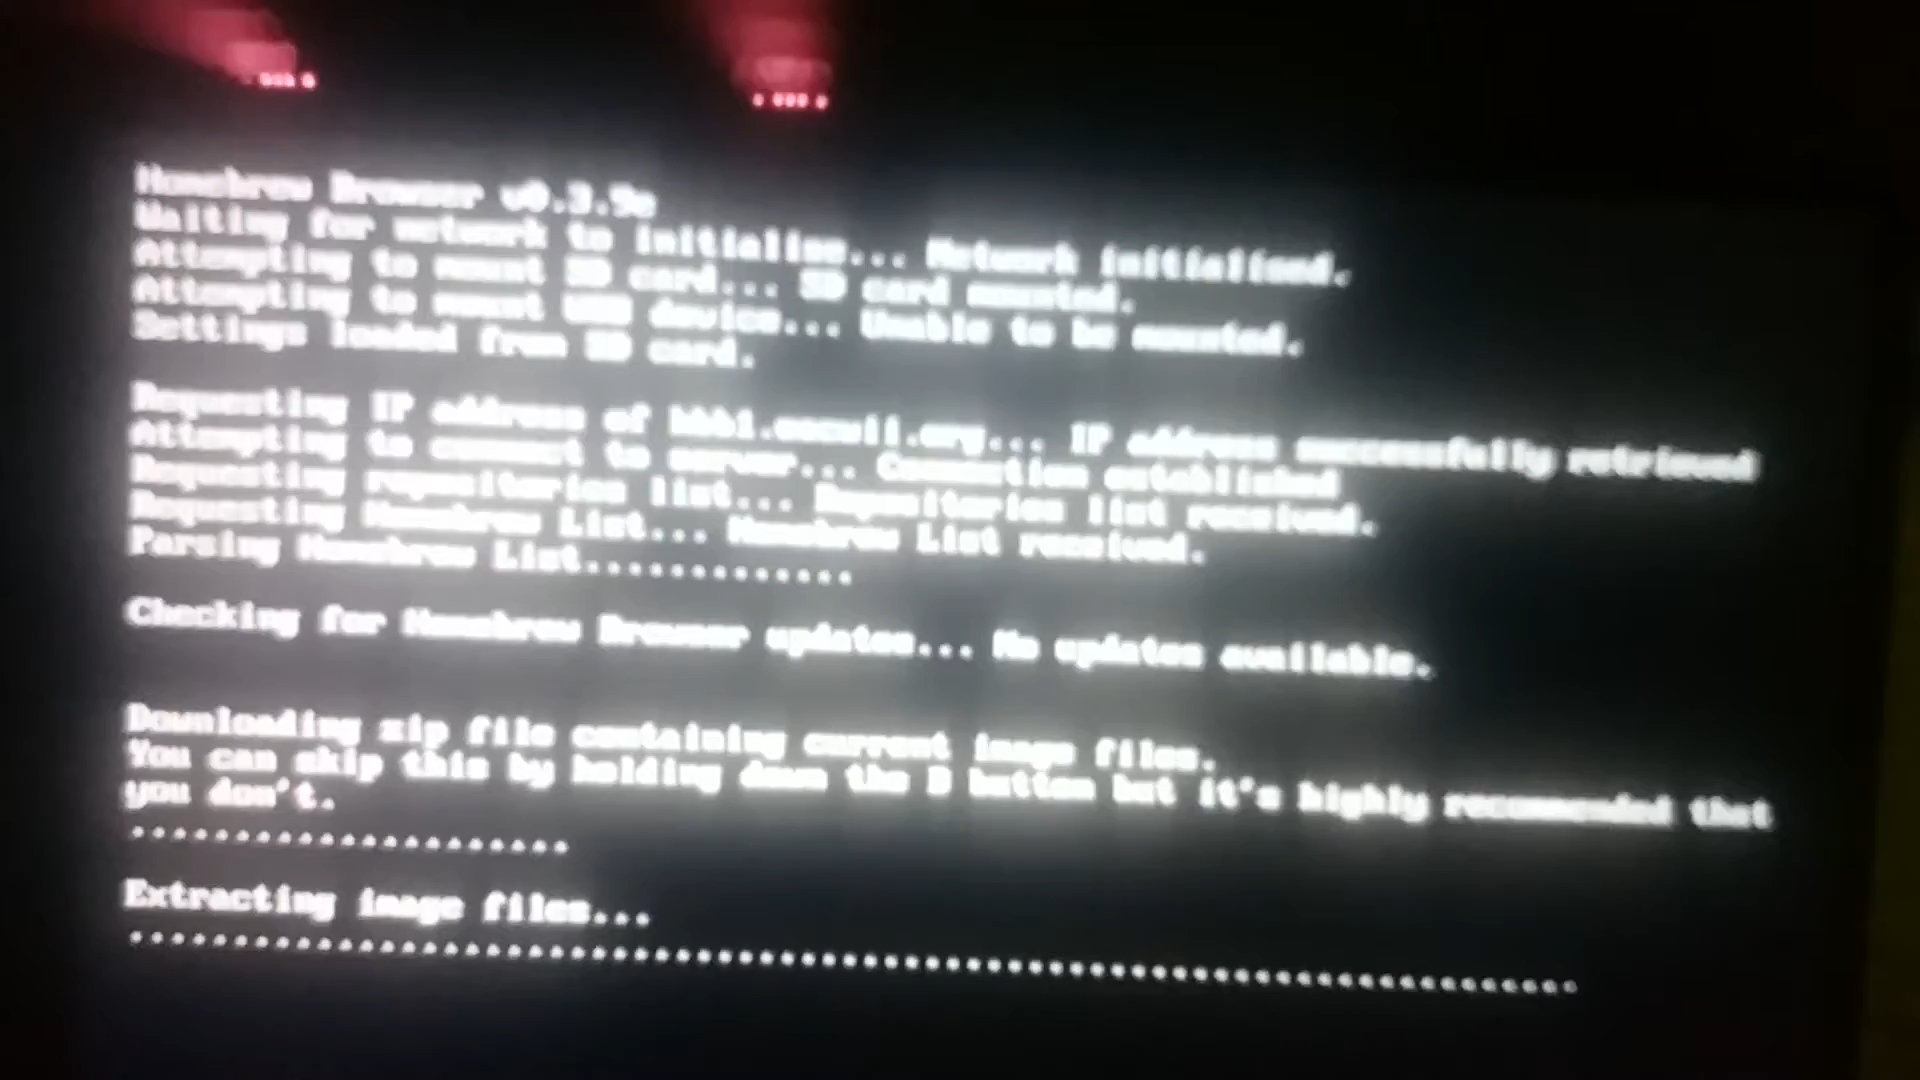 Homebrew Browser v0.3.9e
Waiting for network to initialise... Network initialised.
Attempting to mount SD card... SD card mounted.
Attempting to mount USB device... Unable to be mounted.
Settings loaded from SD card.
Requesting IP address of hbb1.oscwii.org... IP address successfully retrieved
Attempting to connect to server... Connection established
Requesting repositories list... Repositories list received.
Requesting Homebrew List... Homebrew List received.
Parsing Homebrew List.............
Checking for Homebrew Browser updates... No updates available.
Downloading zip file containing current image files.
You can skip this by holding down the B button but it's highly recommended that
you don't.
.....................
Extracting image files...
......................................................................